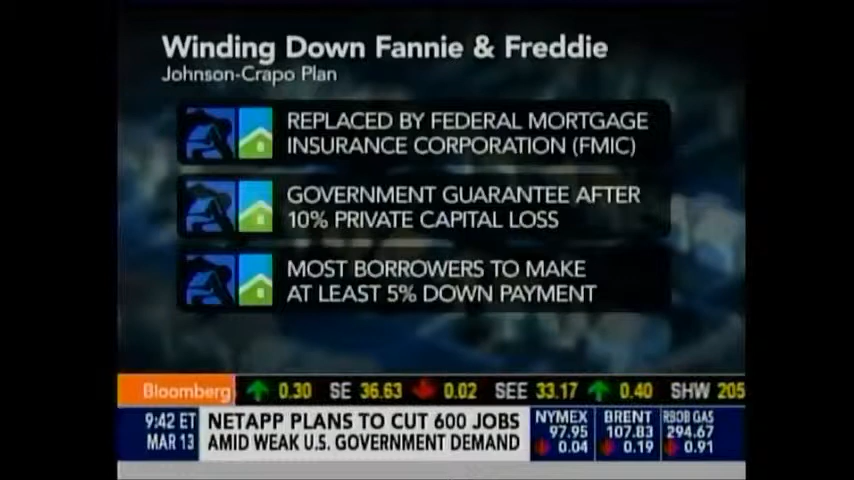 Winding Down Fannie & Freddie
Johnson-Crapo Plan
REPLACED BY FEDERAL MORTGAGE
INSURANCE CORPORATION (FMIC)
GOVERNMENT GUARANTEE AFTER
10% PRIVATE CAPITAL LOSS
MOST BORROWERS TO MAKE
AT LEAST 5% DOWN PAYMENT
Bloomberg 0.30 SE 36.63 0.02 SEE 33.17 0.40 SHW 205
9:42 ET
MAR 13
NETAPP PLANS TO CUT 600 JOBS
AMID WEAK U.S. GOVERNMENT DEMAND
NYMEX
97.95
0.04
BRENT
107.83
0.19
RBOB GAS
294.67
0.91